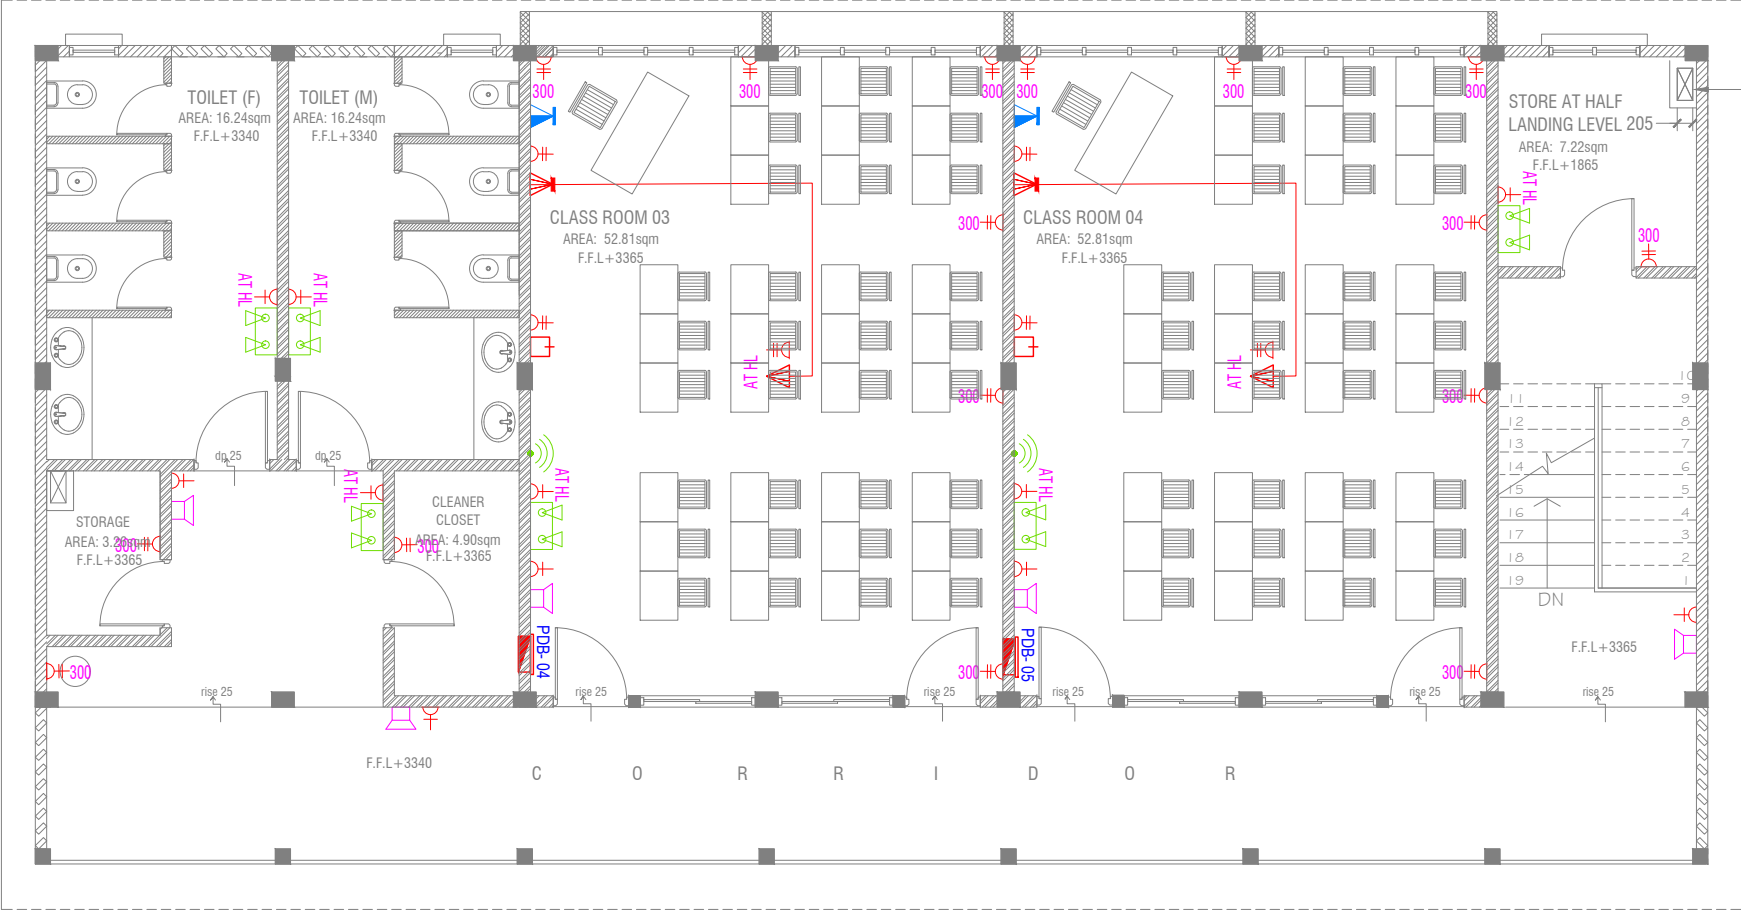 TOILET (F)
AREA: 16.24sqm
F.F.L+3340
TOILET (M)
AREA: 16.24sqm
F.F.L+3340
300
300
300
300
300
300
STORE AT HALF
LANDING LEVEL 205
AREA: 7.22sqm
F.F.L+1865
AT HL
CLASS ROOM 03
AREA: 52.81sqm
F.F.L+3365
300
CLASS ROOM 04
AREA: 52.81sqm
F.F.L+3365
300
300
AT HL
AT HL
AT HL
AT HL
300
300
10
11
9
12
8
13
7
14
6
15
5
16
4
17
3
18
2
19
1
DN
dp 25
dp 25
AT HL
AT HL
AT HL
STORAGE
F.F.L+3365
300
CLEANER
CLOSET
AREA: 4.90sqm
F.F.L+3365
300
300
PDB- 04
300
PDB- 05
300
F.F.L+3365
rise 25
rise 25
rise 25
rise 25
rise 25
rise 25
F.F.L+3340
C O R R I D O R